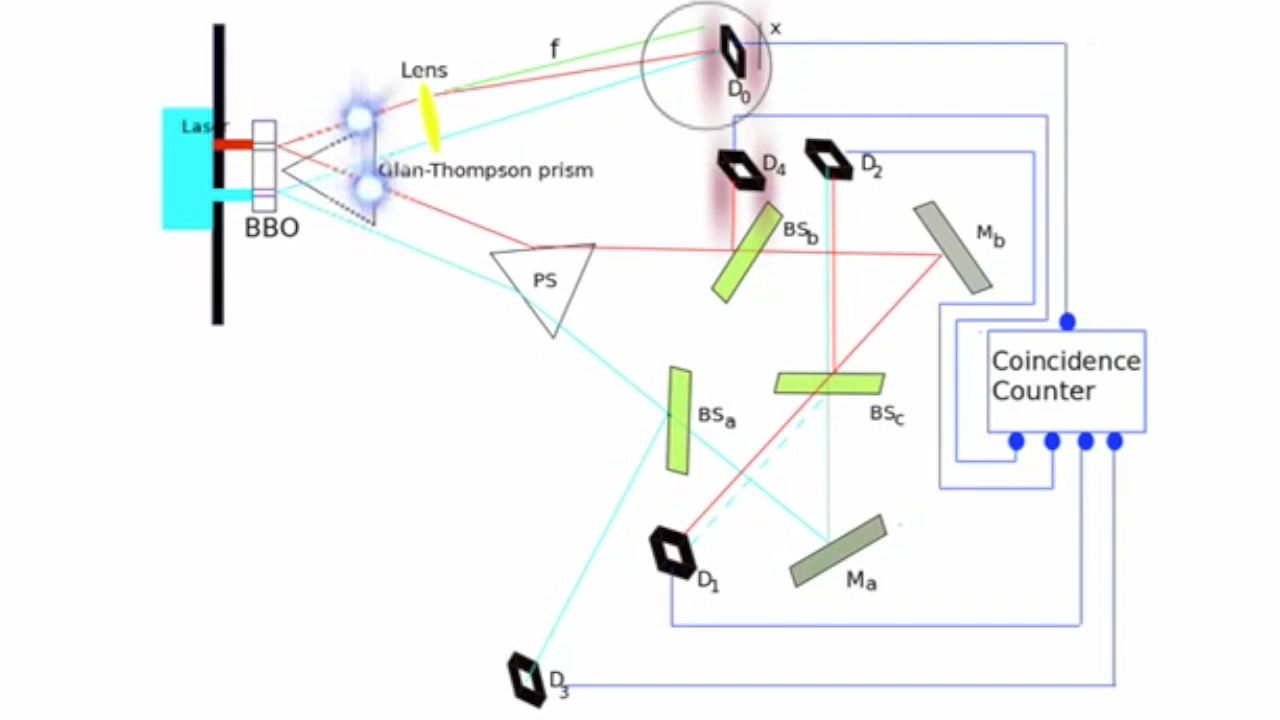 x
f
Lens
D0
Laser
D4
D2
Glan-Thompson prism
BBO
BSb
Mb
PS
Coincidence
Counter
BSa
BSc
D1
Ma
D3